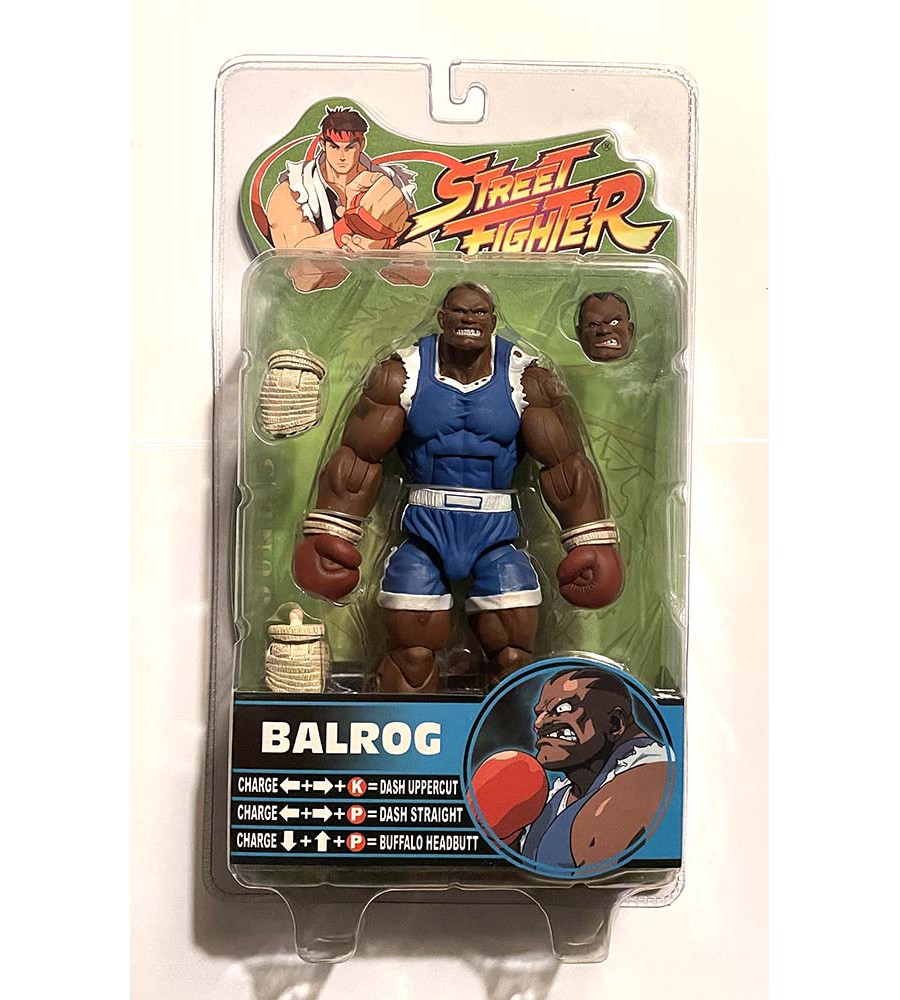 STREET
FIGHTER®
BALROG
CHARGE ← + → + K = DASH UPPERCUT
CHARGE ← + → + P = DASH STRAIGHT
CHARGE ↓ + ↑ + P = BUFFALO HEADBUTT